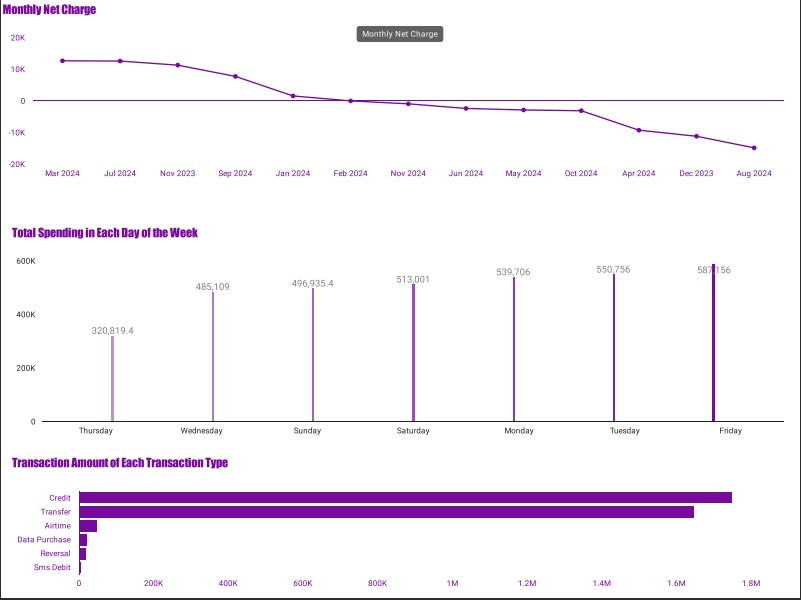 Monthly Net Charge
Monthly Net Charge
20K
10K
0
-10K
-20K
Mar 2024 Jul 2024 Nov 2023 Sep 2024 Jan 2024 Feb 2024 Nov 2024 Jun 2024 May 2024 Oct 2024 Apr 2024 Dec 2023 Aug 2024
Total Spending in Each Day of the Week
600K
400K
200K
0
320,819.4 485,109 496,935.4 513,001 539,706 550,756 587,156
Thursday Wednesday Sunday Saturday Monday Tuesday Friday
Transaction Amount of Each Transaction Type
Credit
Transfer
Airtime
Data Purchase
Reversal
Sms Debit
0 200K 400K 600K 800K 1M 1.2M 1.4M 1.6M 1.8M